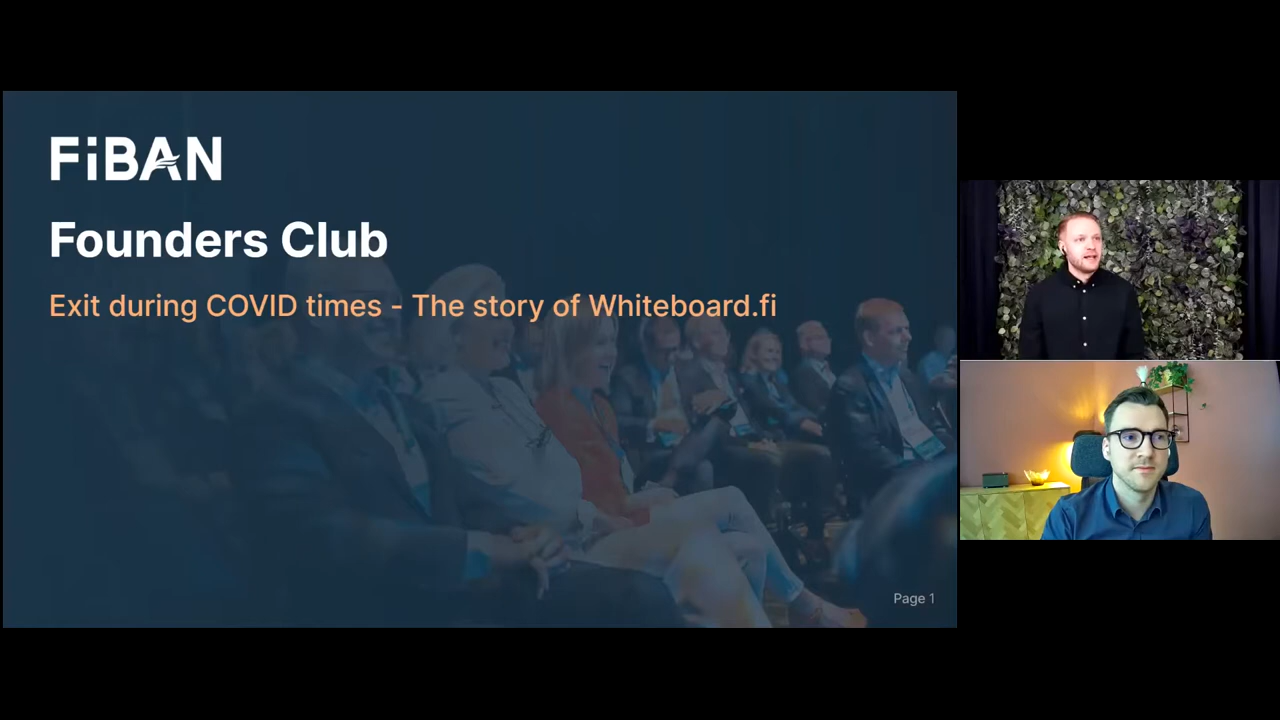 FiBAN
Founders Club
Exit during COVID times - The story of Whiteboard.fi
Page 1